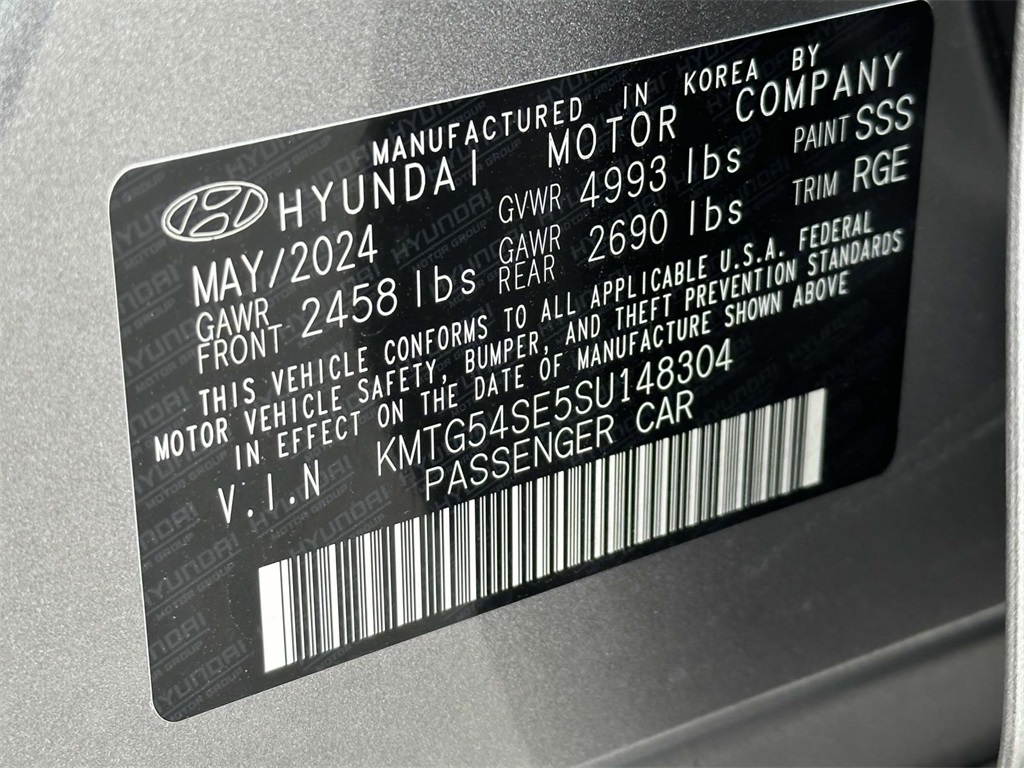 MANUFACTURED IN KOREA BY
HYUNDAI MOTOR COMPANY
MAY/2024 GVWR 4993 lbs PAINT SSS
GAWR FRONT 2458 lbs GAWR REAR 2690 lbs TRIM RGE
THIS VEHICLE CONFORMS TO ALL APPLICABLE U.S.A. FEDERAL
MOTOR VEHICLE SAFETY, BUMPER, AND THEFT PREVENTION STANDARDS
IN EFFECT ON THE DATE OF MANUFACTURE SHOWN ABOVE
V.I.N KMTG54SE5SU148304
PASSENGER CAR